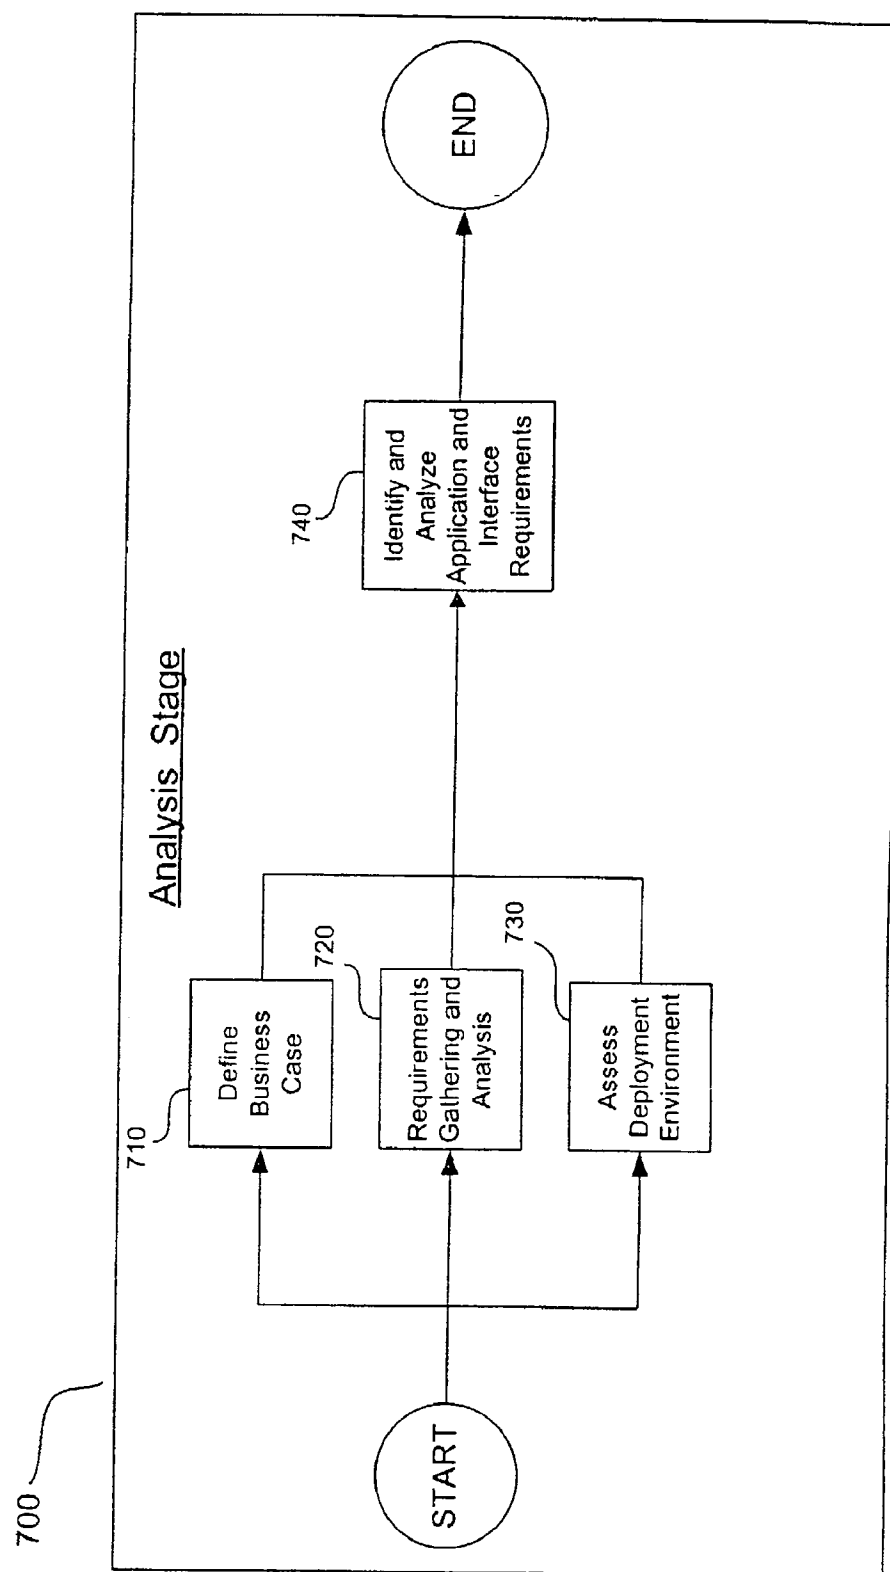 700
Analysis Stage
START
710
Define
Business
Case
720
Requirements
Gathering and
Analysis
730
Assess
Deployment
Environment
740
Identify and
Analyze
Application and
Interface
Requirements
END